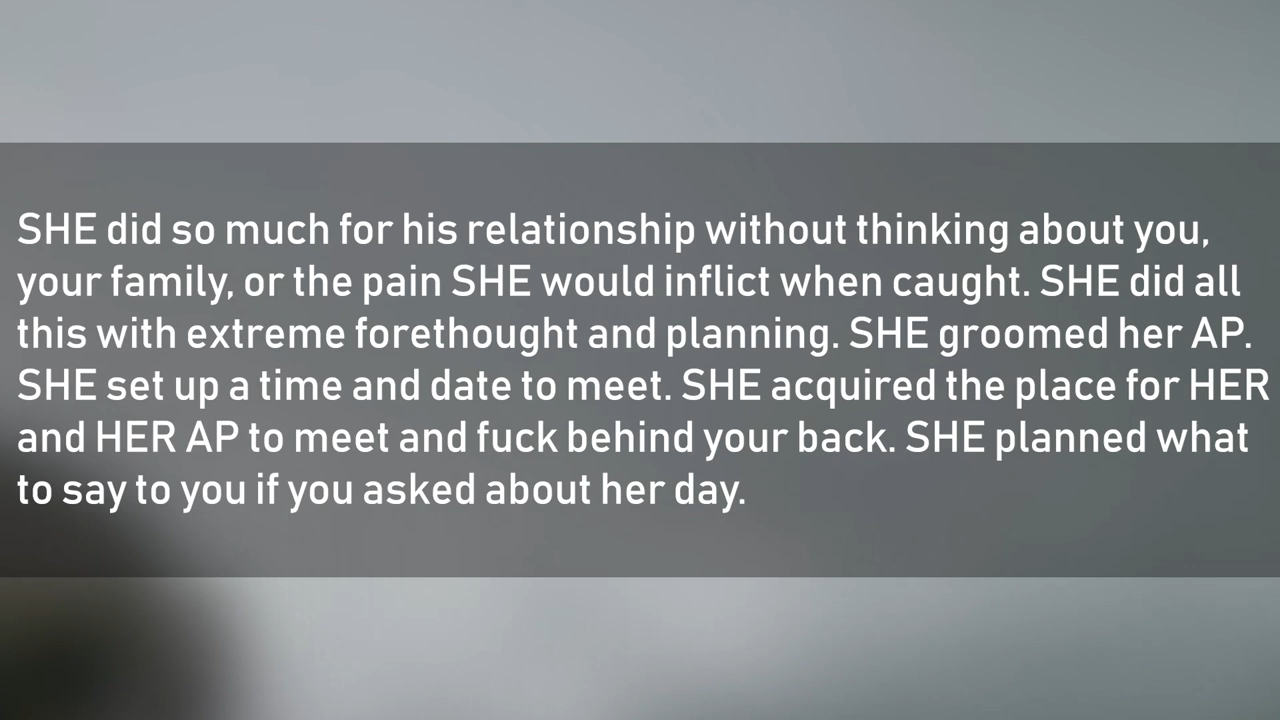 SHE did so much for his relationship without thinking about you,
your family, or the pain SHE would inflict when caught. SHE did all
this with extreme forethought and planning. SHE groomed her AP.
SHE set up a time and date to meet. SHE acquired the place for HER
and HER AP to meet and fuck behind your back. SHE planned what
to say to you if you asked about her day.